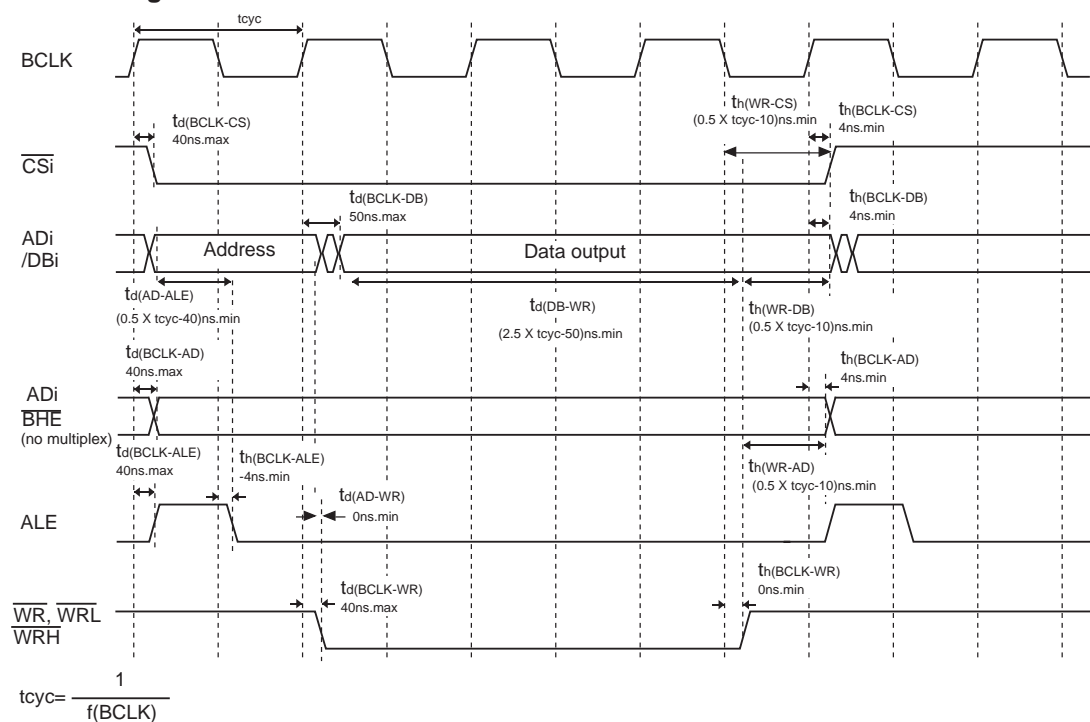 tcyc
BCLK
td(BCLK-CS)
40ns.max
th(WR-CS)
(0.5 X tcyc-10)ns.min
th(BCLK-CS)
4ns.min
CSi
td(BCLK-DB)
50ns.max
th(BCLK-DB)
4ns.min
ADi
/DBi
Address
Data output
td(AD-ALE)
(0.5 X tcyc-40)ns.min
td(DB-WR)
(2.5 X tcyc-50)ns.min
th(WR-DB)
(0.5 X tcyc-10)ns.min
td(BCLK-AD)
40ns.max
th(BCLK-AD)
4ns.min
ADi
BHE
(no multiplex)
td(BCLK-ALE)
40ns.max
th(BCLK-ALE)
-4ns.min
td(AD-WR)
0ns.min
th(WR-AD)
(0.5 X tcyc-10)ns.min
ALE
td(BCLK-WR)
40ns.max
th(BCLK-WR)
0ns.min
WR, WRL
WRH
tcyc= 1
f(BCLK)